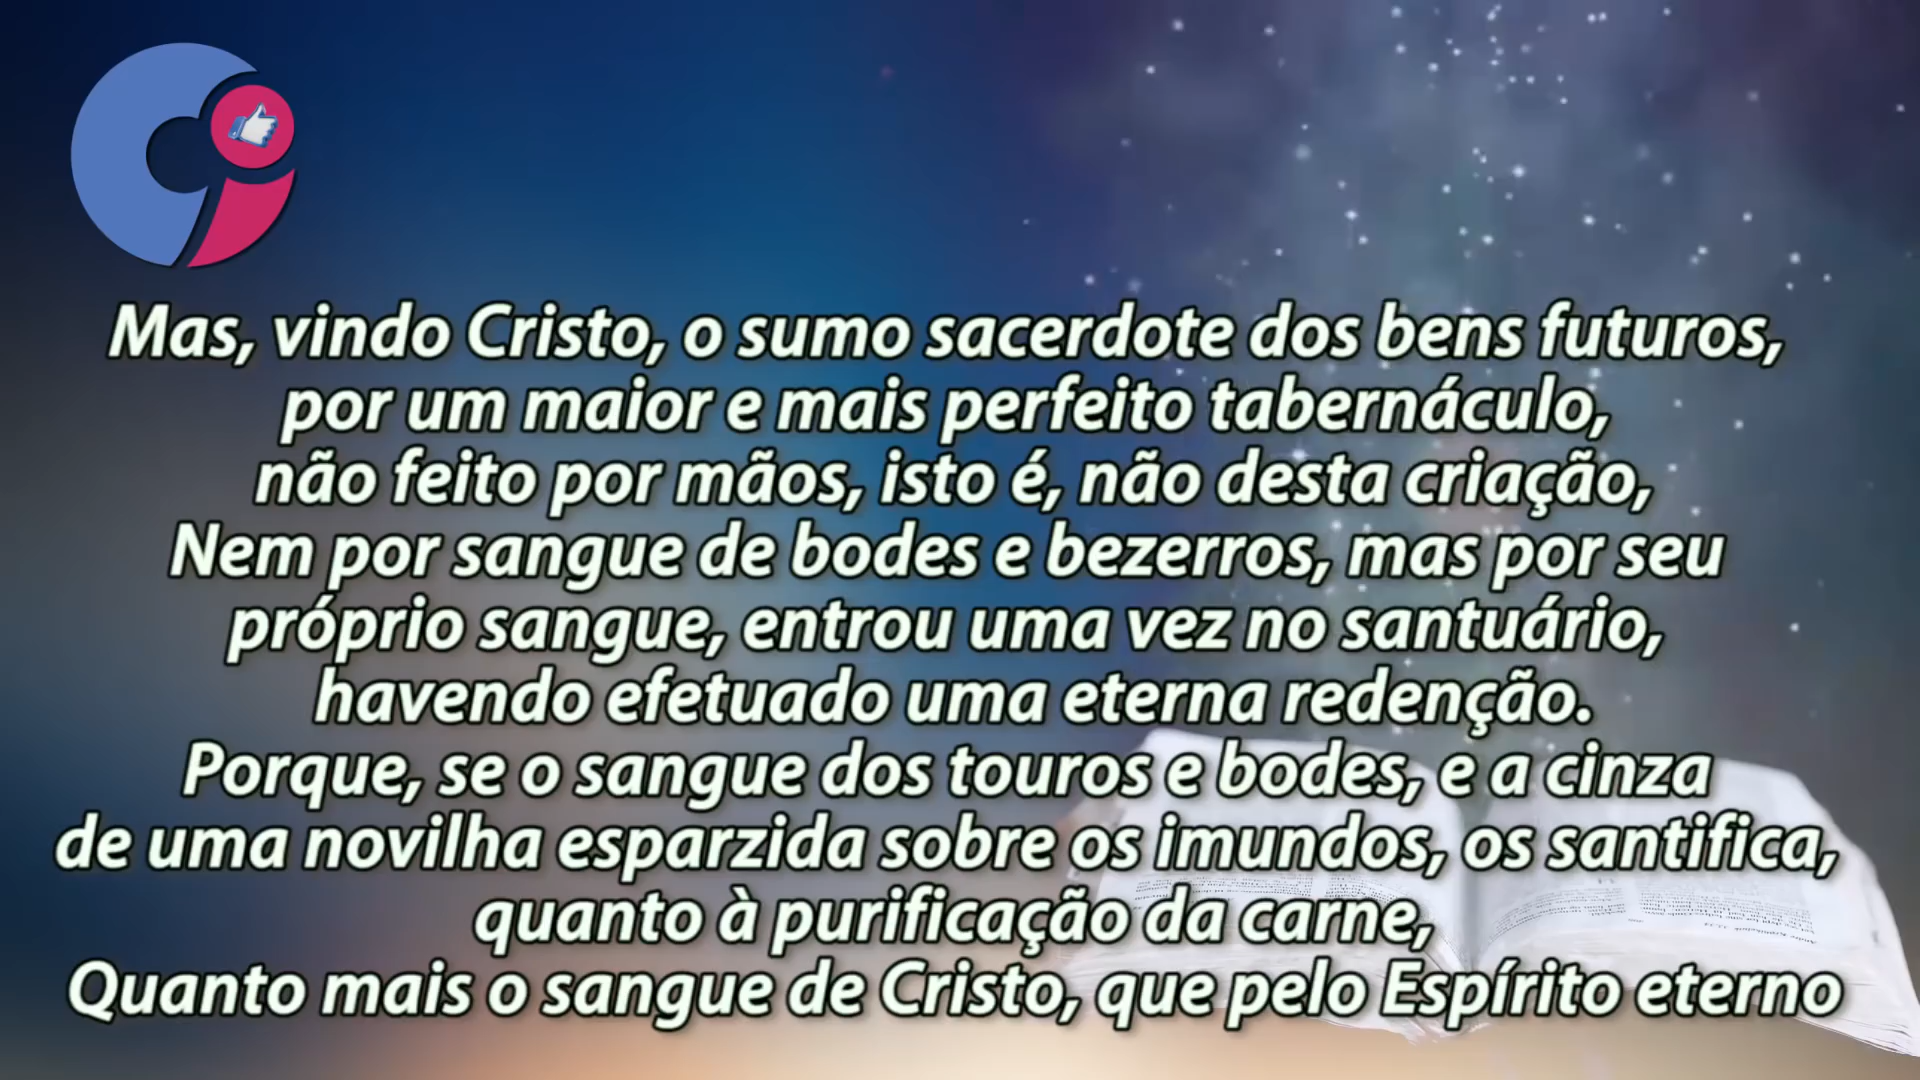 Mas, vindo Cristo, o sumo sacerdote dos bens futuros,
por um maior e mais perfeito tabernáculo,
não feito por mãos, isto é, não desta criação,
Nem por sangue de bodes e bezerros, mas por seu
próprio sangue, entrou uma vez no santuário,
havendo efetuado uma eterna redenção.
Porque, se o sangue dos touros e bodes, e a cinza
de uma novilha esparzida sobre os imundos, os santifica,
quanto à purificação da carne,
Quanto mais o sangue de Cristo, que pelo Espírito eterno